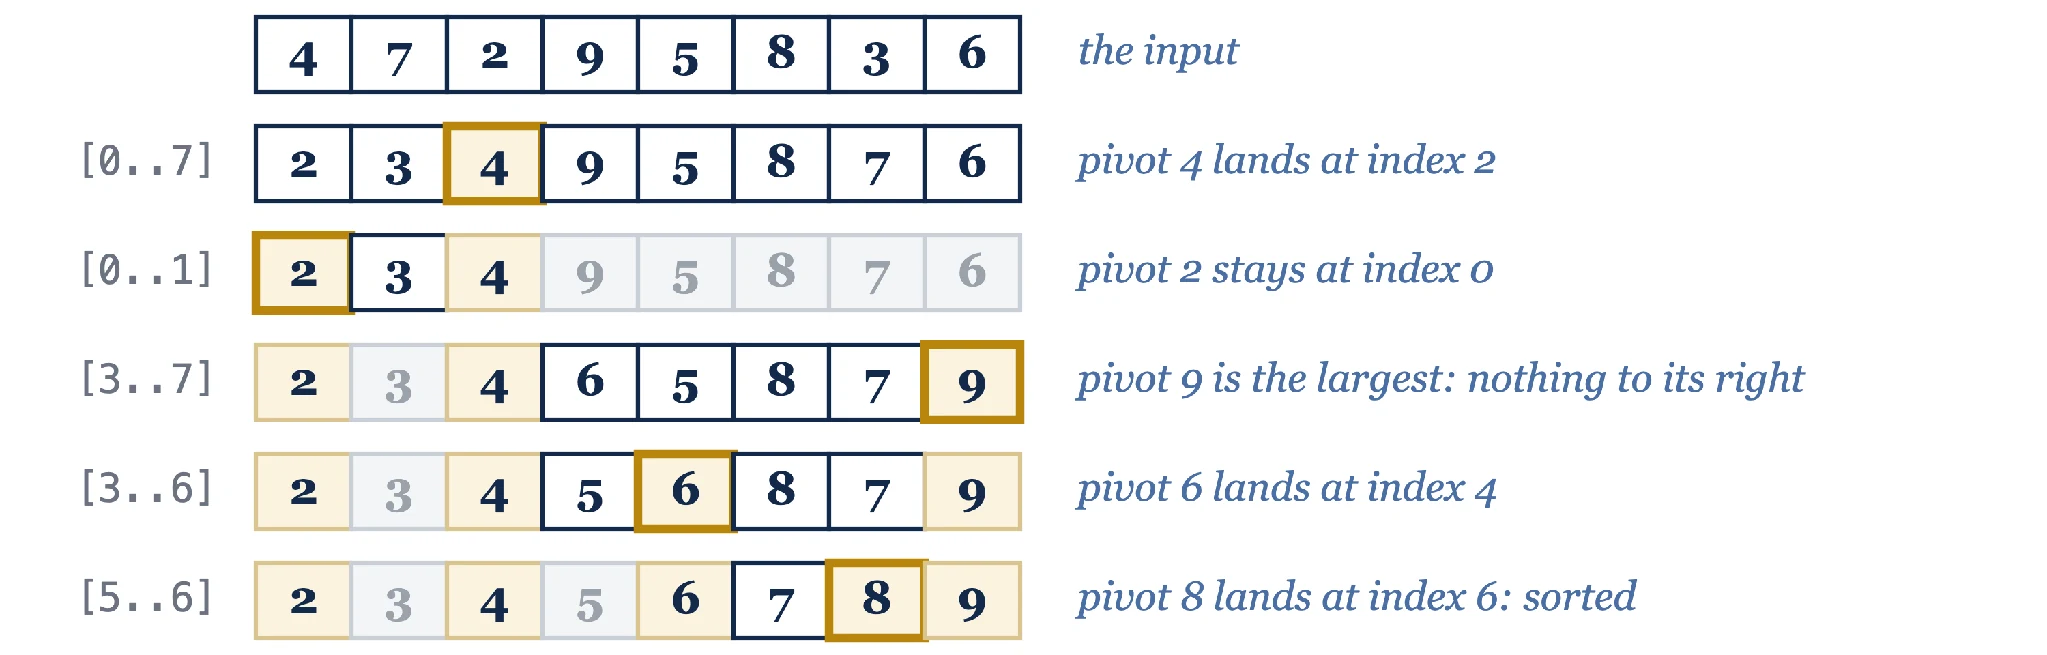 4 7 2 9 5 8 3 6 the input
[0..7] 2 3 4 9 5 8 7 6 pivot 4 lands at index 2
[0..1] 2 3 4 9 5 8 7 6 pivot 2 stays at index 0
[3..7] 2 3 4 6 5 8 7 9 pivot 9 is the largest: nothing to its right
[3..6] 2 3 4 5 6 8 7 9 pivot 6 lands at index 4
[5..6] 2 3 4 5 6 7 8 9 pivot 8 lands at index 6: sorted